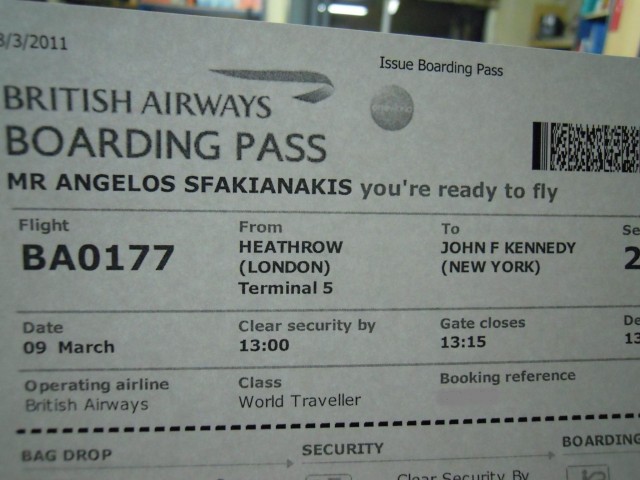 3/3/2011
Issue Boarding Pass
BRITISH AIRWAYS
BOARDING PASS
MR ANGELOS SFAKIANAKIS you're ready to fly
Flight From To
BA0177 HEATHROW JOHN F KENNEDY
(LONDON) (NEW YORK)
Terminal 5
Date Clear security by Gate closes
09 March 13:00 13:15
Operating airline Class Booking reference
British Airways World Traveller
BAG DROP SECURITY BOARDING
Clear Security By